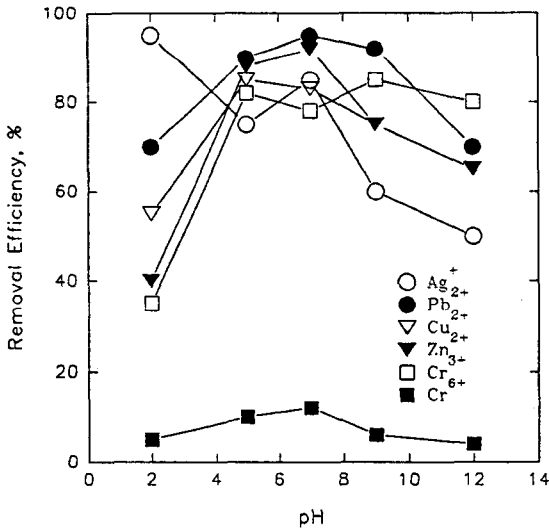 Removal Efficiency, %
100
80
60
40
20
0
0 2 4 6 8 10 12 14
pH
Ag+
Pb2+
Cu2+
Zn2+
Cr3+
Cr6+